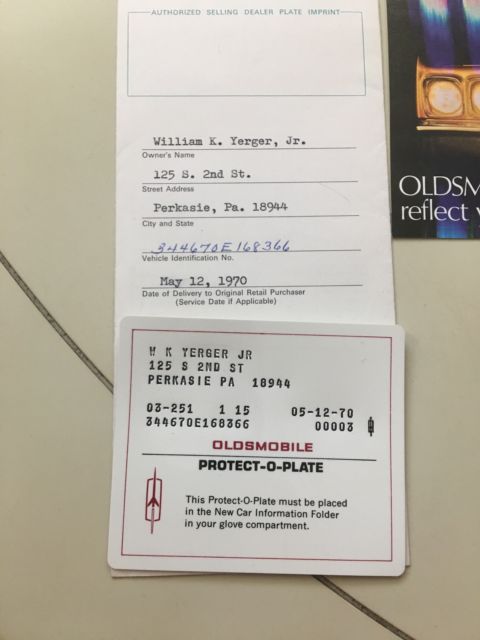 AUTHORIZED SELLING DEALER PLATE IMPRINT
William K. Yerger, Jr.
Owner's Name
125 S. 2nd St.
Street Address
Perkasie, Pa. 18944
City and State
344670E168366
Vehicle Identification No.
May 12, 1970
Date of Delivery to Original Retail Purchaser
(Service Date if Applicable)
W K YERGER JR
125 S 2ND ST
PERKASIE PA 18944
03-251 1 15 05-12-70
344670E168366 00003
OLDSMOBILE
PROTECT-O-PLATE
This Protect-O-Plate must be placed
in the New Car Information Folder
in your glove compartment.
OLDSM
reflect